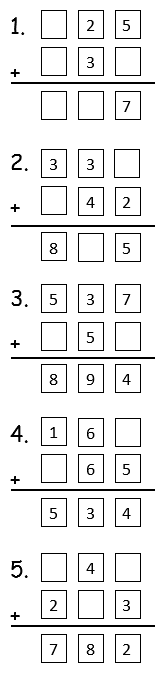 1. □ 2 5
+ □ 3 □
□ □ 7
2. 3 3 □
+ □ 4 2
8 □ 5
3. 5 3 7
+ □ 5 □
8 9 4
4. 1 6 □
+ □ 6 5
5 3 4
5. □ 4 □
+ 2 □ 3
7 8 2